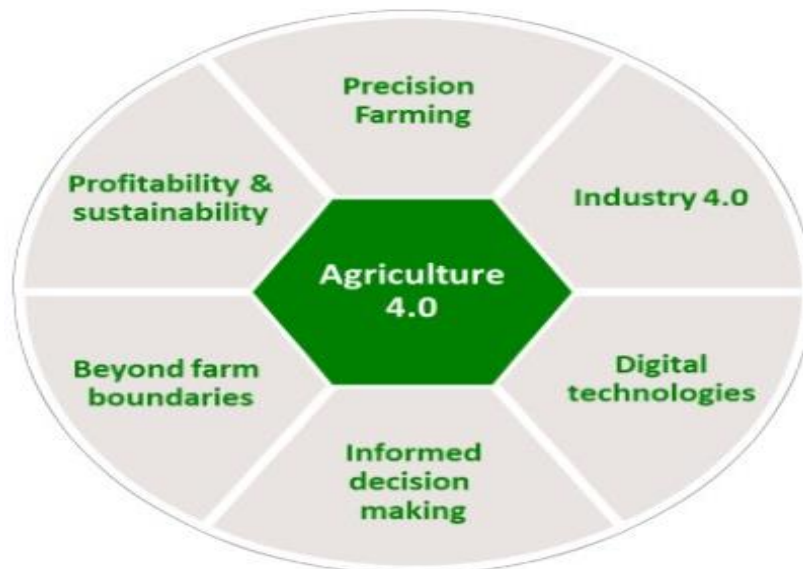 Precision
Farming
Industry 4.0
Digital
technologies
Informed
decision
making
Beyond farm
boundaries
Profitability &
sustainability
Agriculture
4.0